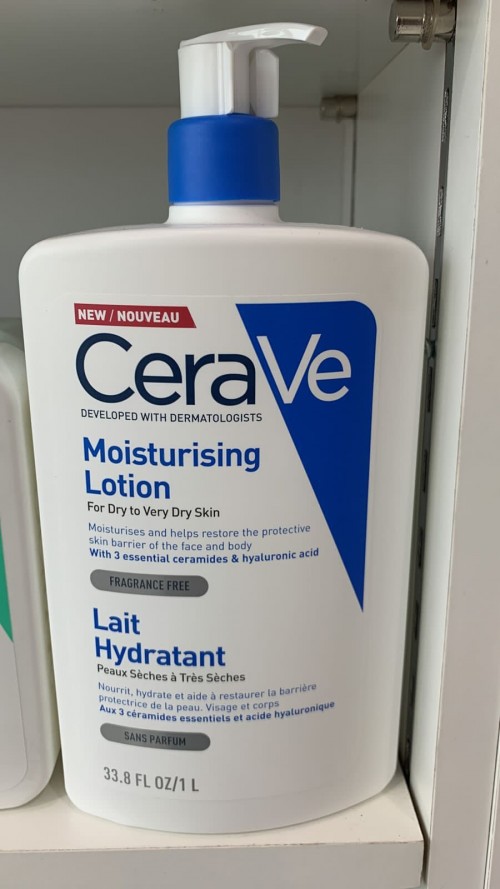 NEW / NOUVEAU
CeraVe
DEVELOPED WITH DERMATOLOGISTS
Moisturising
Lotion
For Dry to Very Dry Skin
Moisturises and helps restore the protective
skin barrier of the face and body
With 3 essential ceramides & hyaluronic acid
FRAGRANCE FREE
Lait
Hydratant
Peaux Sèches à Très Sèches
Nourrit, hydrate et aide à restaurer la barrière
protectrice de la peau. Visage et corps
Aux 3 céramides essentiels et acide hyaluronique
SANS PARFUM
33.8 FL OZ/1 L